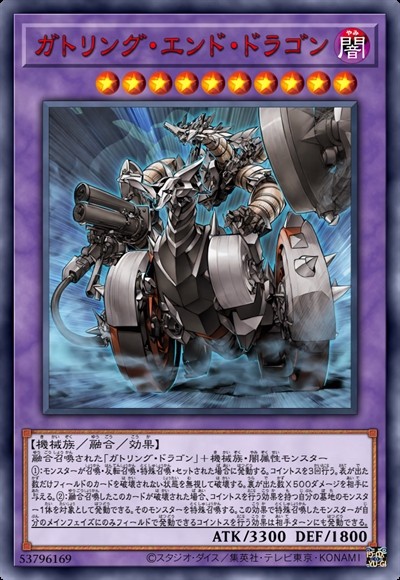 ガトリング・エンド・ドラゴン
闇
【機械族／融合／効果】
融合召喚された「ガトリング・ドラゴン」＋機械族・闇属性モンスター
①:モンスターが召喚・反転召喚・特殊召喚・セットされた場合に発動する。コイントスを3回行う。表が出た
数だけフィールドのカードを破壊されない状態を無視して破壊する。裏が出た数×500ダメージを相手に
与える。②:融合召喚したこのカードが破壊された場合、コイントスを行う効果を持つ自分の墓地のモンス
ター1体を対象として発動できる。そのモンスターを特殊召喚する。この効果で特殊召喚したモンスターが
自分のメインフェイズにのみフィールドで発動できるコイントスを行う効果は相手ターンにも発動できる。
ATK/3300 DEF/1800
53796169
©スタジオ・ダイス／集英社・テレビ東京・KONAMI